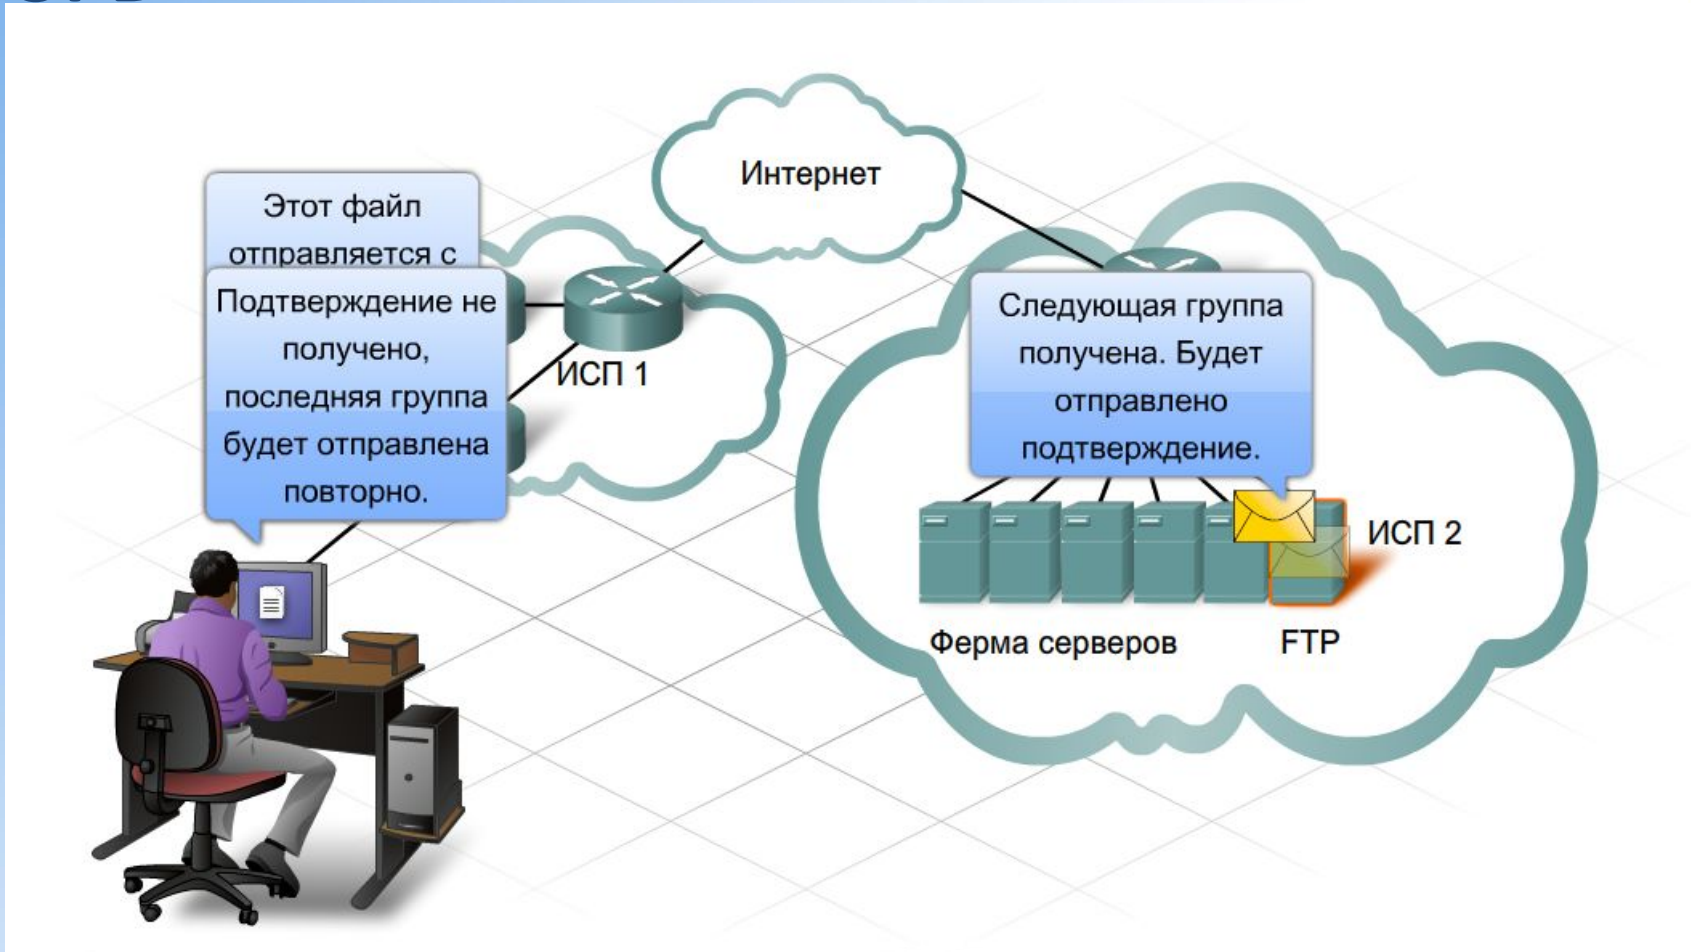 Интернет
Этот файл
отправляется с
Подтверждение не
получено,
последняя группа
будет отправлена
повторно.
ИСП 1
Следующая группа
получена. Будет
отправлено
подтверждение.
ИСП 2
Ферма серверов
FTP